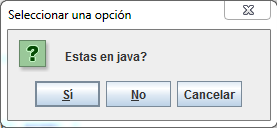 Seleccionar una opción
Estas en java?
Sí No Cancelar